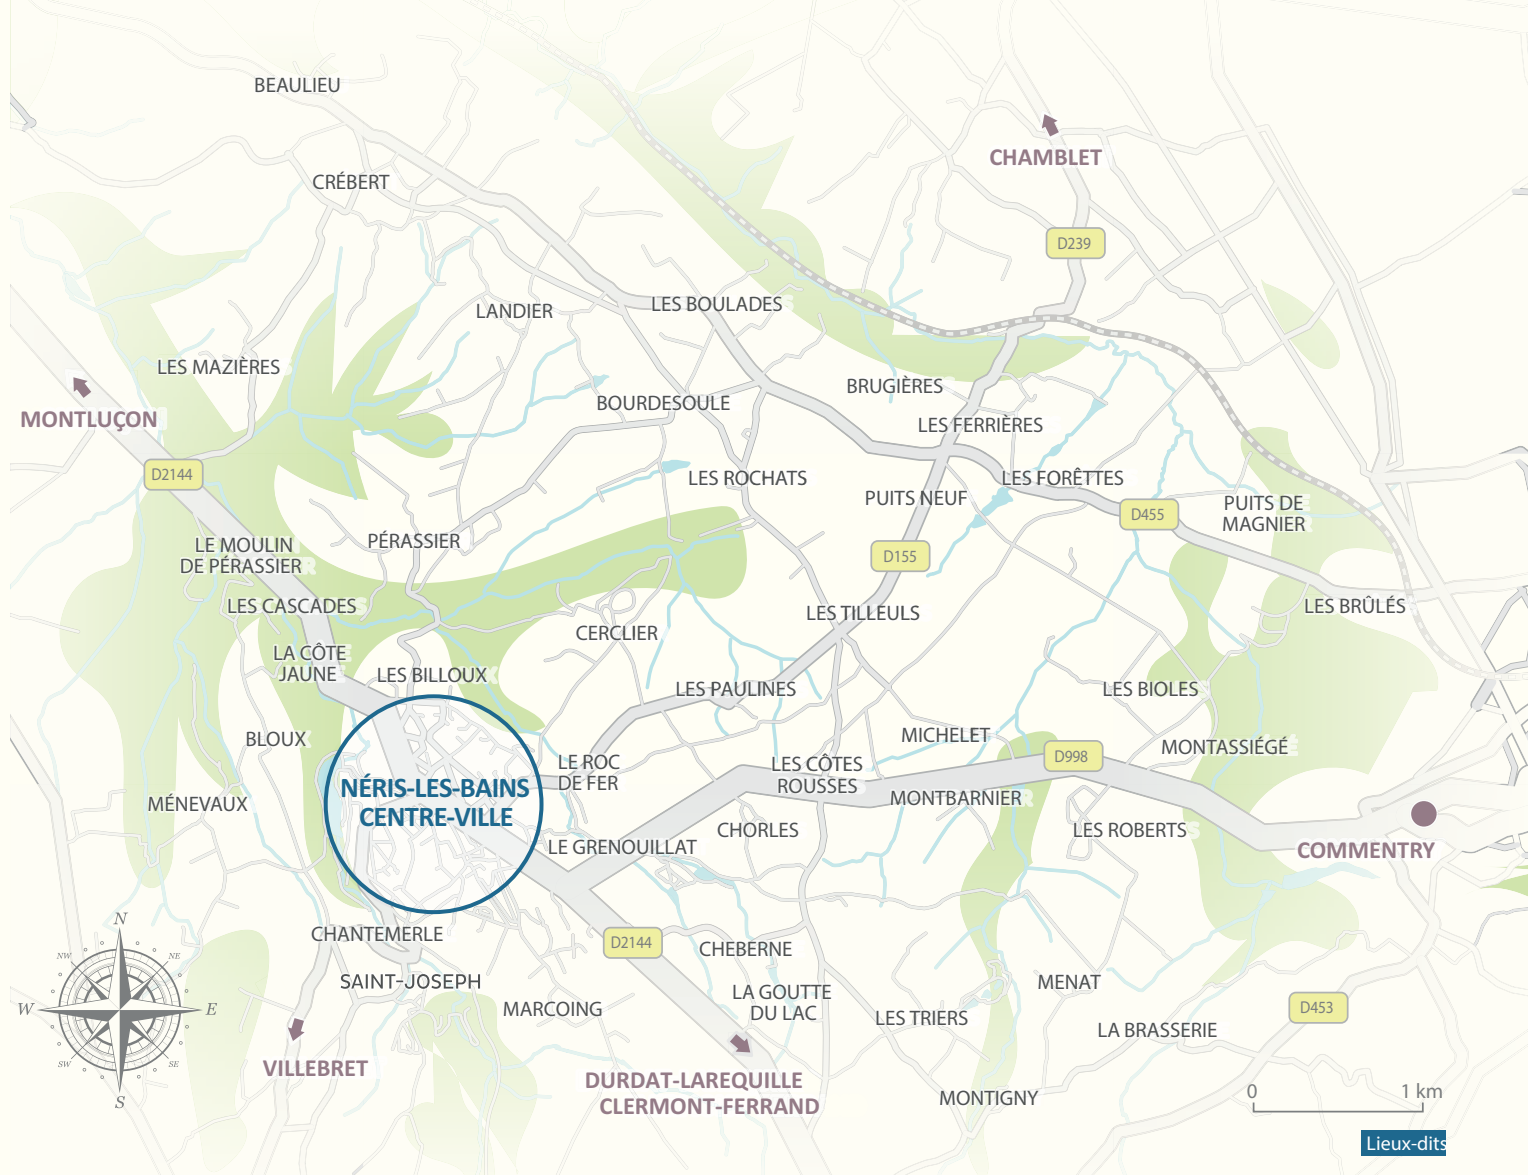 BEAULIEU
CHAMBLET
CRÉBERT
D239
LES BOULADES
LANDIER
LES MAZIÈRES
BRUGIÈRES
BOURDESOULE
MONTLUÇON
LES FERRIÈRES
D2144
LES ROCHATS
LES FORÊTTES
PUITS NEUF
PUITS DE
MAGNIER
D455
PÉRASSIER
LE MOULIN
DE PÉRASSIER
D155
LES CASCADES
LES BRÛLÉS
LES TILLEULS
CERCLIER
LA CÔTE
JAUNE
LES BILLOUX
LES PAULINES
LES BIOLES
BLOUX
MICHELET
MONTASSIÉGÉ
D998
LE ROC
DE FER
LES CÔTES
ROUSSES
NÉRIS-LES-BAINS
CENTRE-VILLE
MÉNEVAUX
MONTBARNIER
CHORLES
LES ROBERTS
LE GRENOUILLAT
COMMENTRY
N
CHANTEMERLE
D2144
CHEBERNE
NW
NE
SAINT-JOSEPH
MENAT
LA GOUTTE
DU LAC
W
E
MARCOING
D453
LES TRIERS
LA BRASSERIE
SW
SE
VILLEBRET
DURDAT-LAREQUILLE
CLERMONT-FERRAND
S
MONTIGNY
0
1 km
Lieux-dits